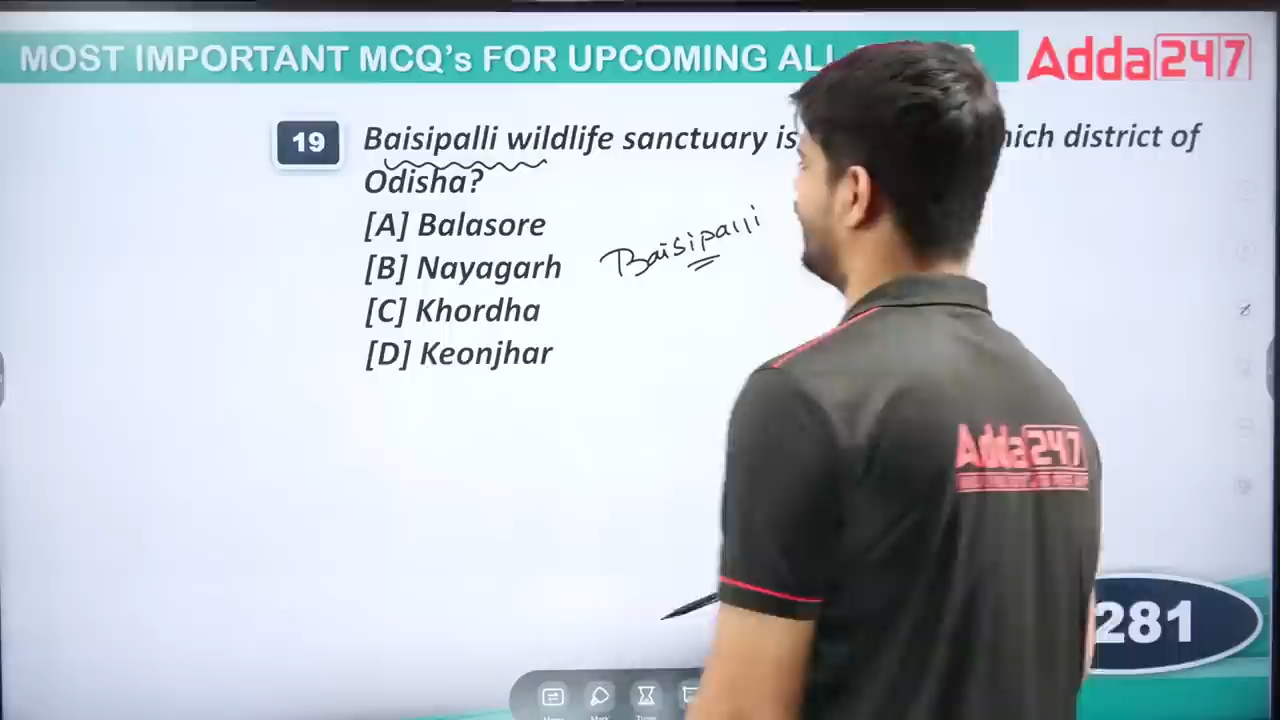 MOST IMPORTANT MCQ's FOR UPCOMING ALL
Adda247
19
Baisipalli wildlife sanctuary is hich district of
Odisha?
[A] Balasore
[B] Nayagarh
[C] Khordha
[D] Keonjhar
Baisipalli
Adda247
281